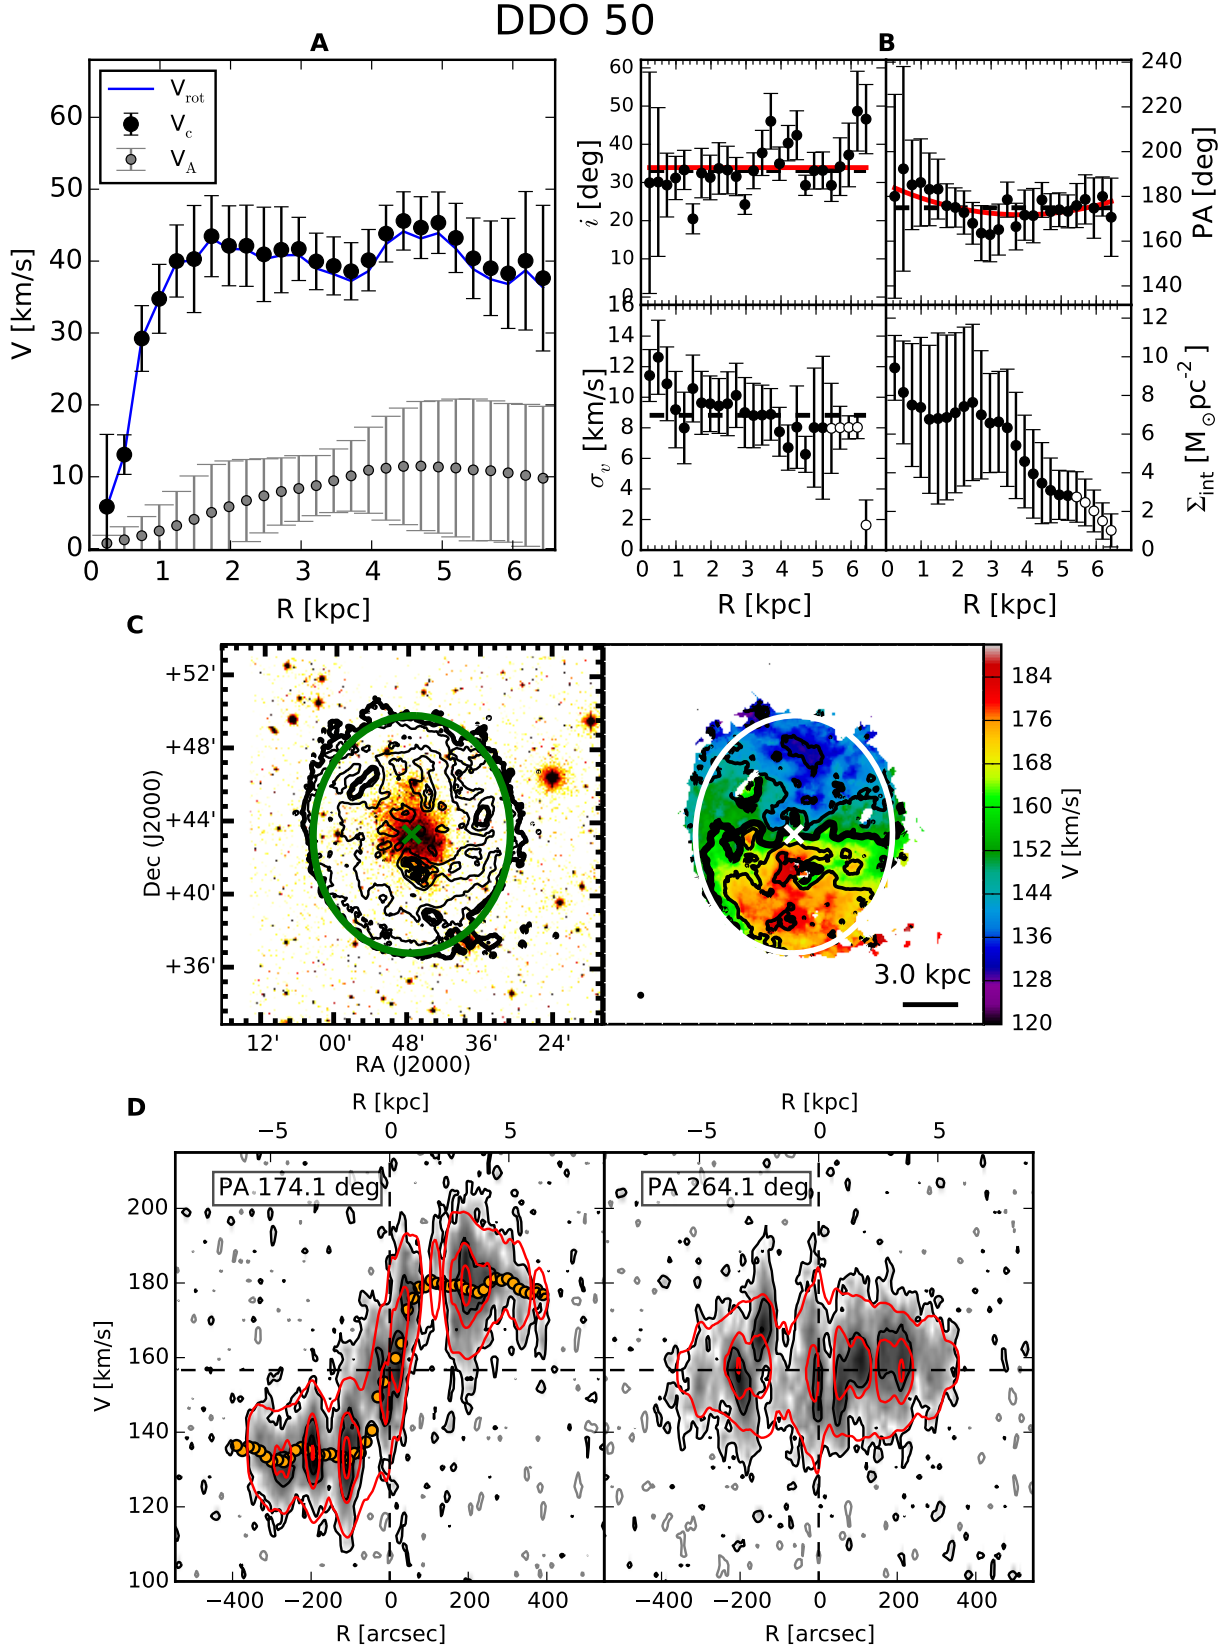 DDO 50
A
B
V_rot
V_c
V_A
60
50
40
30
20
10
0
V [km/s]
0 1 2 3 4 5 6
R [kpc]
60
50
40
30
20
10
0
i [deg]
240
220
200
180
160
140
PA [deg]
16
14
12
10
8
6
4
2
0
σ_v [km/s]
12
10
8
6
4
2
0
Σ_int [M_⊙pc^-2]
0 1 2 3 4 5 6
R [kpc]
0 1 2 3 4 5 6
R [kpc]
C
+52'
+48'
+44'
+40'
+36'
Dec (J2000)
12' 00' 48' 36' 24'
RA (J2000)
3.0 kpc
184
176
168
160
152
144
136
128
120
V [km/s]
D
R [kpc]
−5 0 5
R [kpc]
−5 0 5
PA 174.1 deg
PA 264.1 deg
200
180
160
140
120
100
V [km/s]
−400 −200 0 200 400
R [arcsec]
−400 −200 0 200 400
R [arcsec]